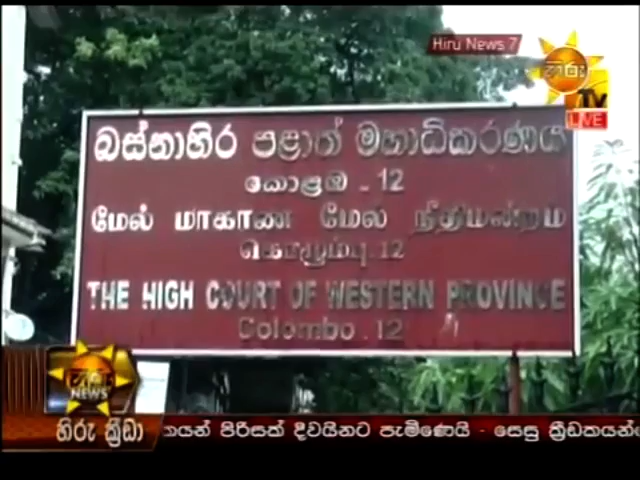 Hiru News 7
හිරු
TV
LIVE
බස්නාහිර පළාත් මහාධිකරණය
කොළඹ - 12
மேல் மாகாண மேல் நீதிமன்றம்
கொழும்பு 12
THE HIGH COURT OF WESTERN PROVINCE
Colombo . 12
හිරු
NEWS
හිරු ක්‍රීඩා
පිරිසක් දිවයිනට පැමිණෙයි - සෙසු